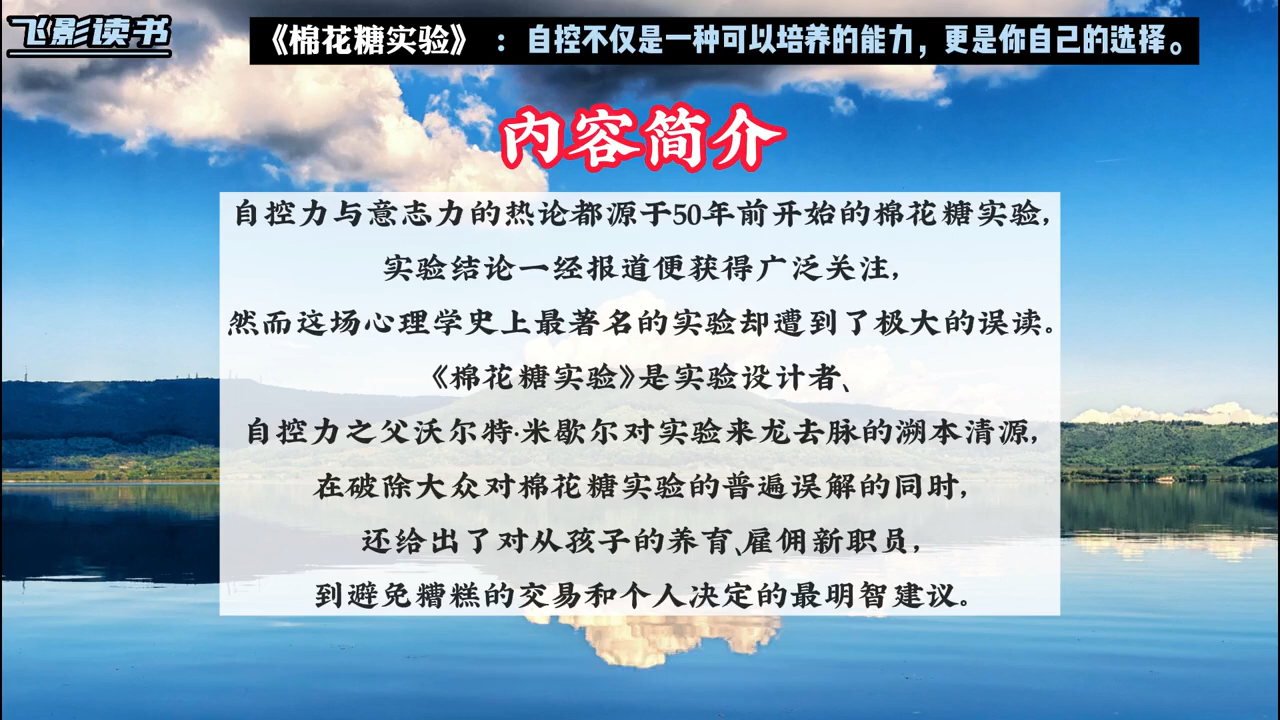 飞影读书
《棉花糖实验》 ：自控不仅是一种可以培养的能力，更是你自己的选择。
内容简介
自控力与意志力的热论都源于50年前开始的棉花糖实验，
实验结论一经报道便获得广泛关注，
然而这场心理学史上最著名的实验却遭到了极大的误读。
《棉花糖实验》是实验设计者、
自控力之父沃尔特·米歇尔对实验来龙去脉的溯本清源，
在破除大众对棉花糖实验的普遍误解的同时，
还给出了对从孩子的养育、雇佣新职员，
到避免糟糕的交易和个人决定的最明智建议。